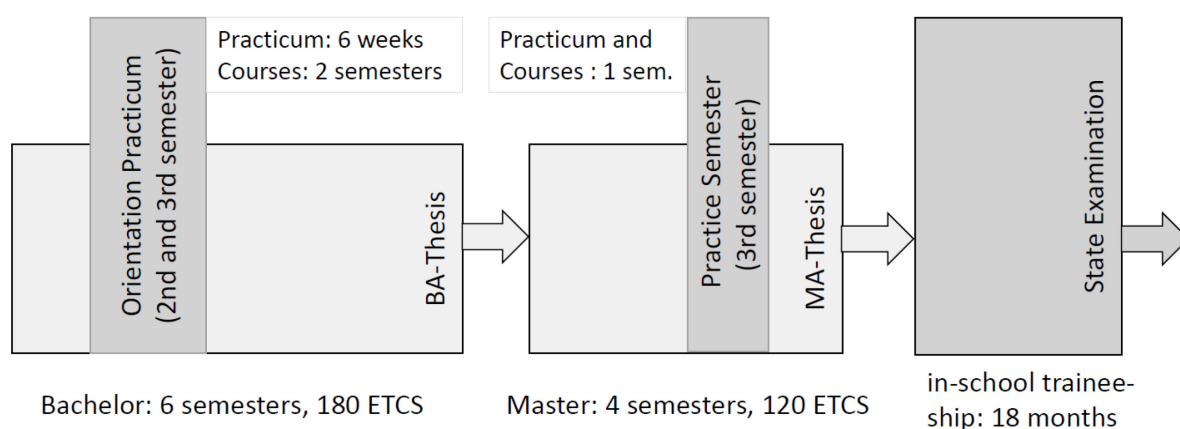 Practicum: 6 weeks
Courses: 2 semesters
Practicum and
Courses : 1 sem.
Orientation Practicum
(2nd and 3rd semester)
BA-Thesis
Practice Semester
(3rd semester)
MA-Thesis
State Examination
Bachelor: 6 semesters, 180 ETCS
Master: 4 semesters, 120 ETCS
in-school trainee-
ship: 18 months